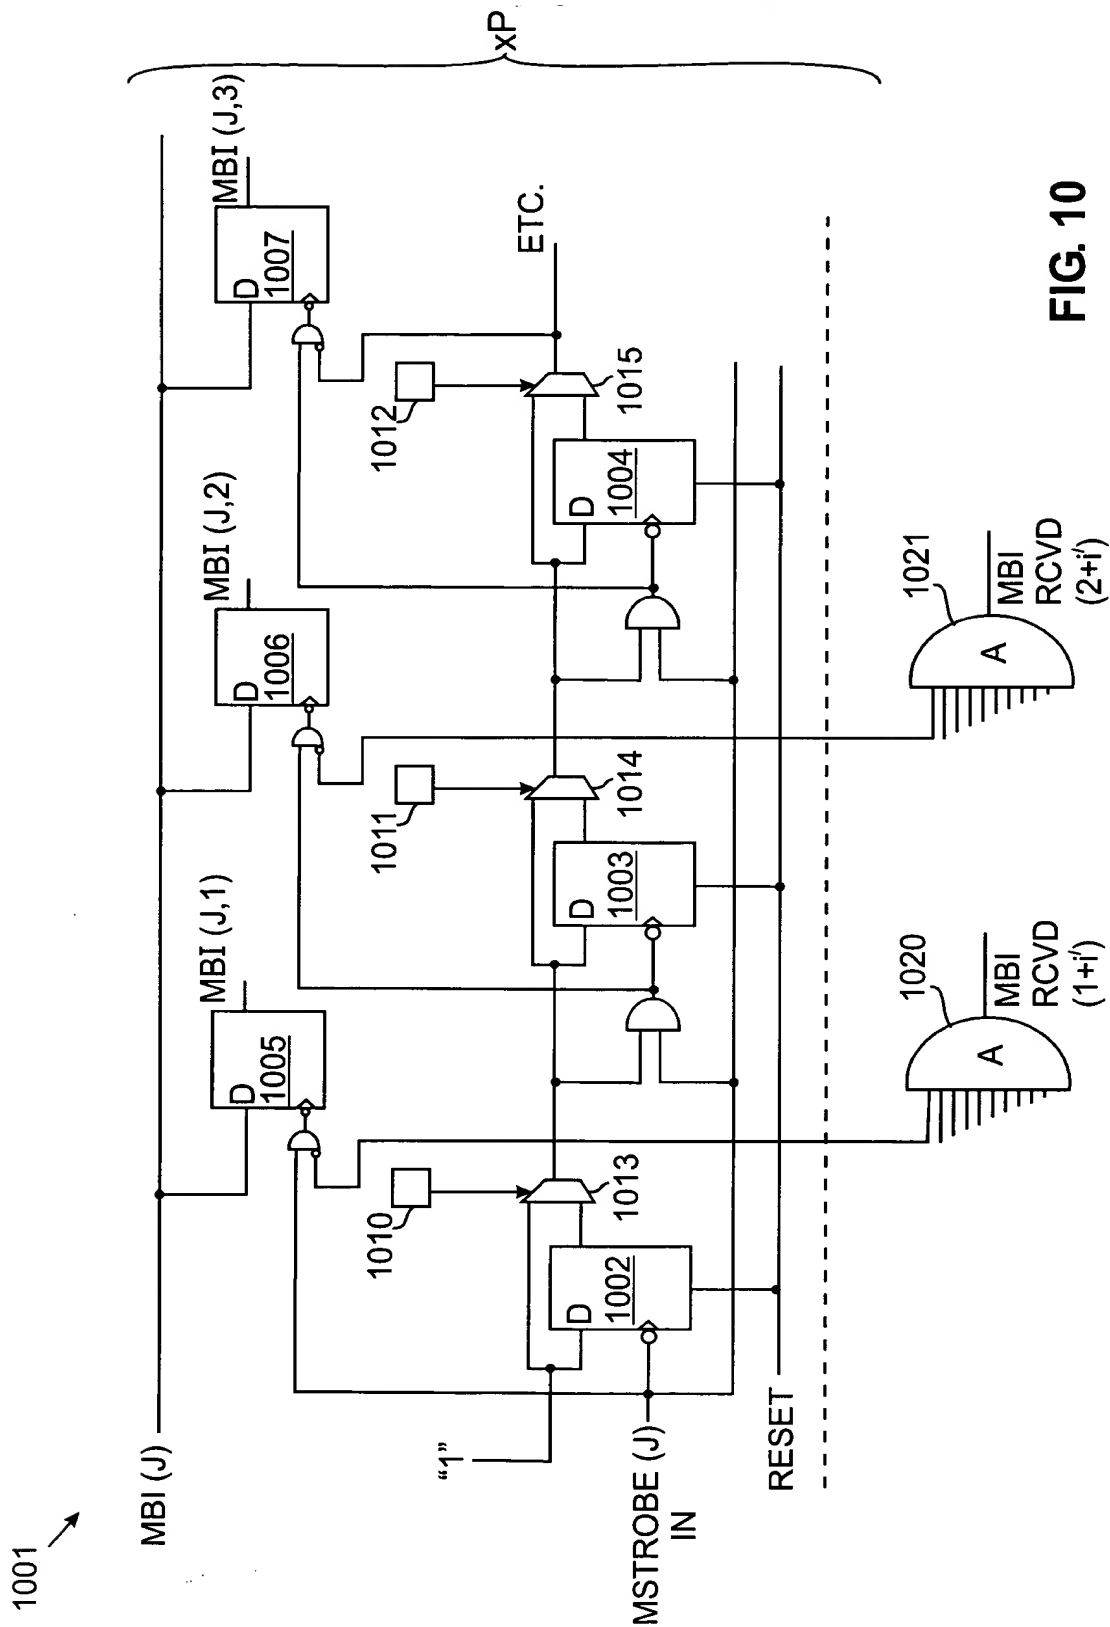 1001
MBI (J)
MBI (J,1)
MBI (J,2)
MBI (J,3)
xP
D
1005
D
1006
D
1007
1010
1011
1012
"1"
D
1002
1013
D
1003
1014
D
1004
1015
ETC.
MSTROBE (J)
IN
RESET
1020
A
MBI
RCVD
(1+i')
1021
A
MBI
RCVD
(2+i')
FIG. 10